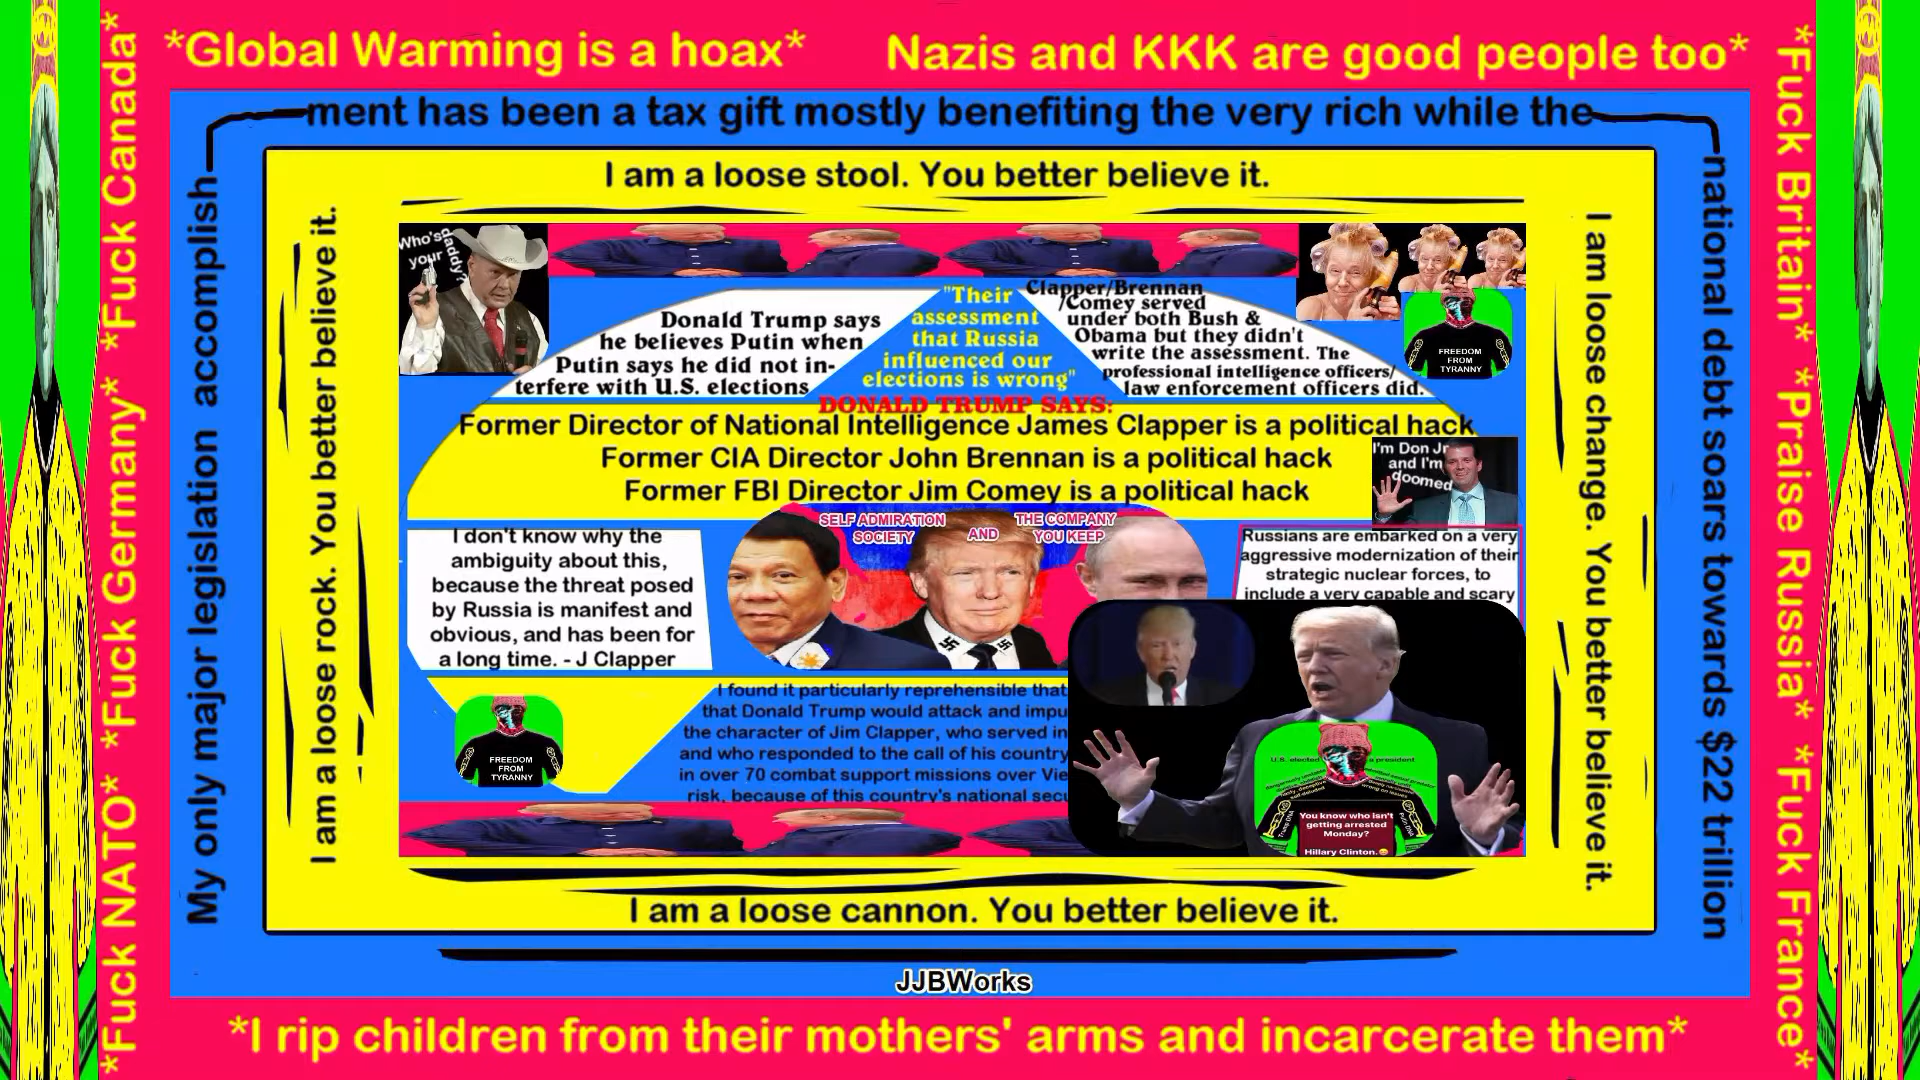 *Global Warming is a hoax*
Nazis and KKK are good people too*
*Fuck NATO* *Fuck Germany* *Fuck Canada*
*Fuck Britain* *Praise Russia* *Fuck France*
My only major legislation accomplish
ment has been a tax gift mostly benefiting the very rich while the
national debt soars towards $22 trillion
I am a loose stool. You better believe it.
I am a loose rock. You better believe it.
I am loose change. You better believe it.
Who's
your
daddy?
Donald Trump says
he believes Putin when
Putin says he did not in-
terfere with U.S. elections
"Their
assessment
that Russia
influenced our
elections is wrong"
Clapper/Brennan
/Comey served
under both Bush &
Obama but they didn't
write the assessment. The
professional intelligence officers/
law enforcement officers did.
FREEDOM
FROM
TYRANNY
DONALD TRUMP SAYS:
Former Director of National Intelligence James Clapper is a political hack
Former CIA Director John Brennan is a political hack
Former FBI Director Jim Comey is a political hack
I'm Don Jr
and I'm
doomed
I don't know why the
ambiguity about this,
because the threat posed
by Russia is manifest and
obvious, and has been for
a long time. - J Clapper
SELF ADMIRATION
SOCIETY
AND
THE COMPANY
YOU KEEP
Russians are embarked on a very
aggressive modernization of their
strategic nuclear forces, to
include a very capable and scary
FREEDOM
FROM
TYRANNY
I found it particularly reprehensible that
that Donald Trump would attack and impu
the character of Jim Clapper, who served in
and who responded to the call of his country
in over 70 combat support missions over Vie
risk, because of this country's national secu
U.S. elected a president
wrong on issues
Trump DNA
Putin DNA
You know who isn't
getting arrested
Monday?
Hillary Clinton.
I am a loose cannon. You better believe it.
JJBWorks
*I rip children from their mothers' arms and incarcerate them*